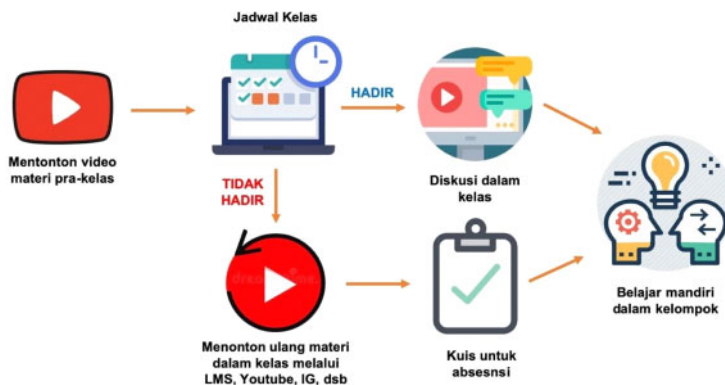 Jadwal Kelas
HADIR
Mentonton video
materi pra-kelas
Diskusi dalam
kelas
TIDAK
HADIR
Belajar mandiri
dalam kelompok
Menonton ulang materi
dalam kelas melalui
LMS, Youtube, IG, dsb
Kuis untuk
absesnsi